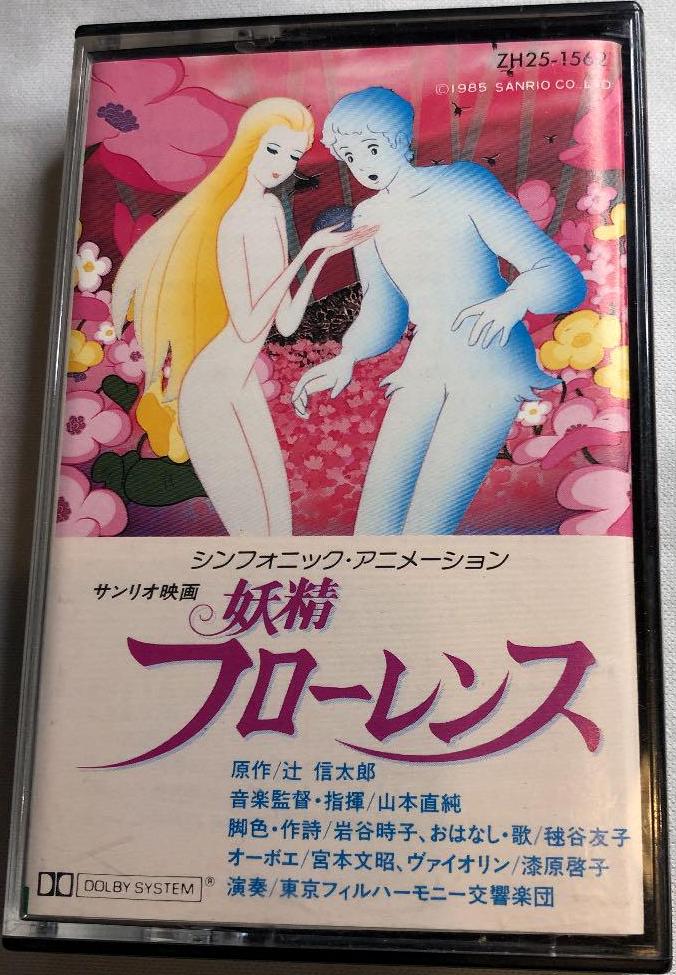 ZH25-1562
©1985 SANRIO CO., LTD.
シンフォニック・アニメーション
サンリオ映画
妖精
フローレンス
原作/辻 信太郎
音楽監督・指揮/山本直純
脚色・作詩/岩谷時子、おはなし・歌/毬谷友子
オーボエ/宮本文昭、ヴァイオリン/漆原啓子
演奏/東京フィルハーモニー交響楽団
DOLBY SYSTEM®